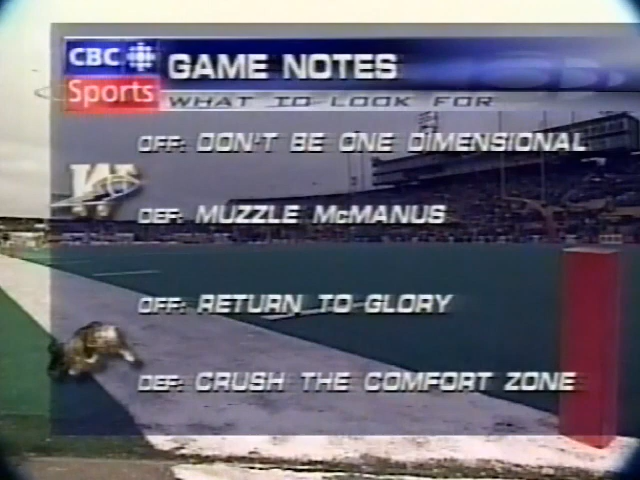 CBC
Sports
GAME NOTES
WHAT TO LOOK FOR
OFF: DON'T BE ONE DIMENSIONAL
W
DEF: MUZZLE McMANUS
OFF: RETURN TO GLORY
DEF: CRUSH THE COMFORT ZONE